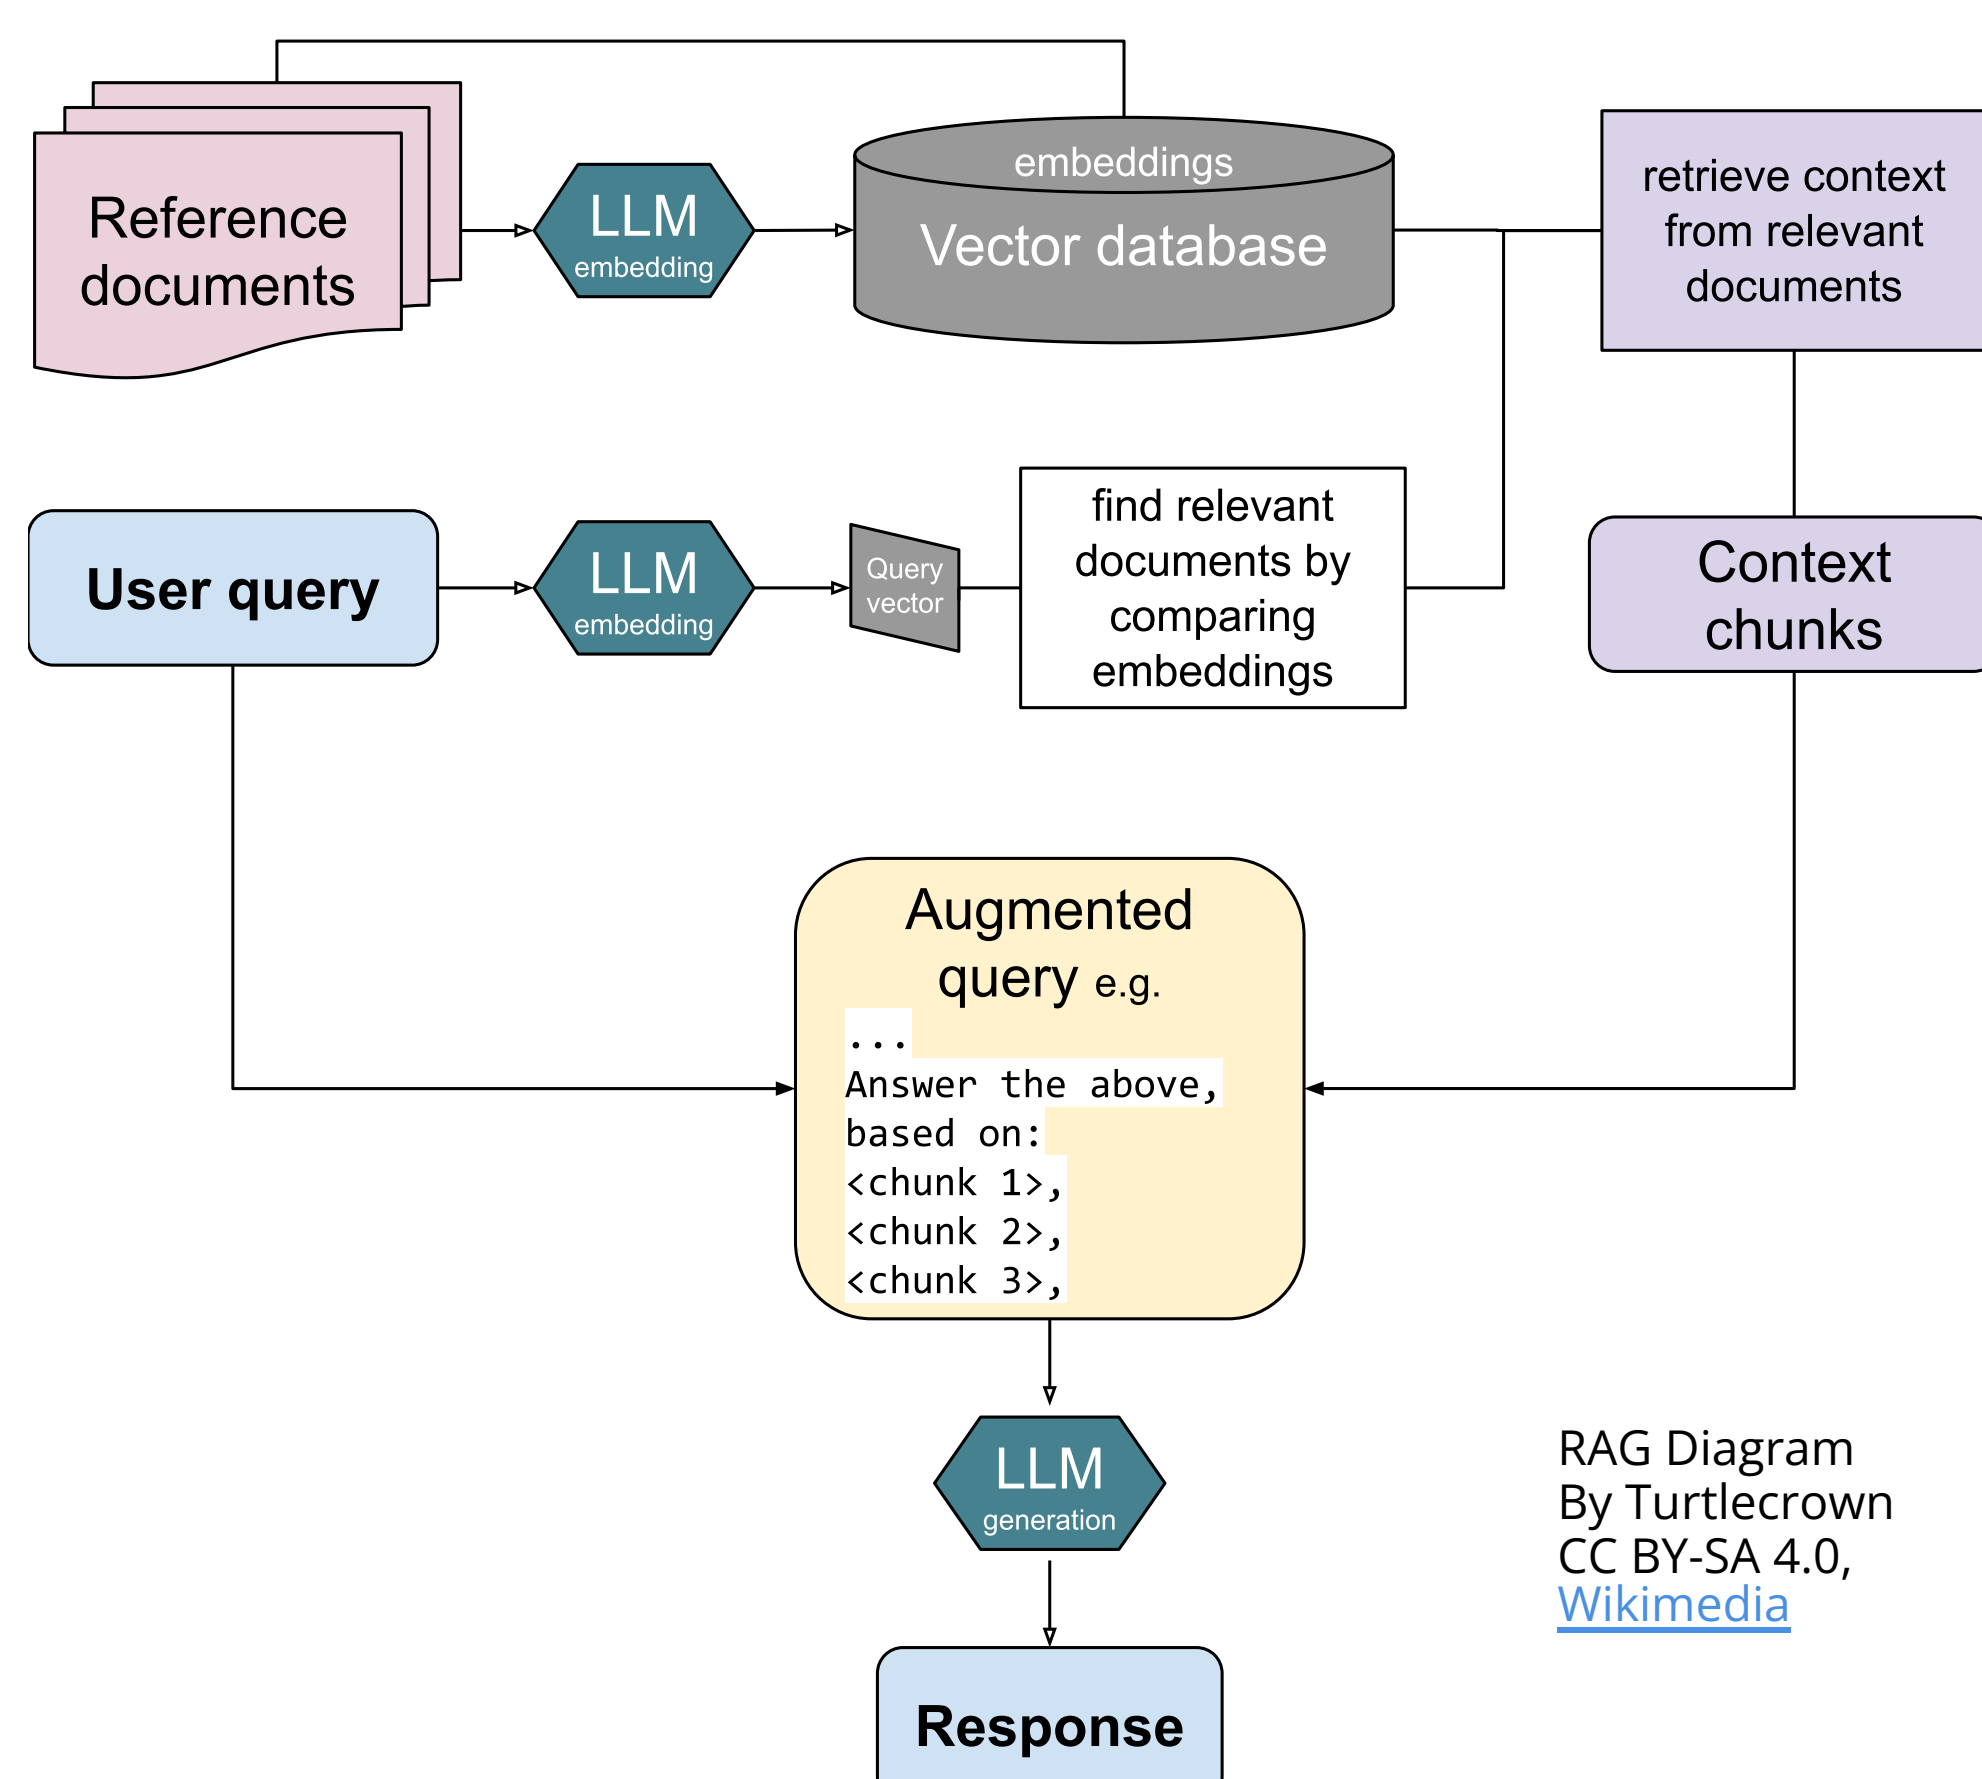 Reference
documents
LLM
embedding
embeddings
Vector database
retrieve context
from relevant
documents
User query
LLM
embedding
Query
vector
find relevant
documents by
comparing
embeddings
Context
chunks
Augmented
query e.g.
...
Answer the above,
based on:
<chunk 1>,
<chunk 2>,
<chunk 3>,
LLM
generation
Response
RAG Diagram
By Turtlecrown
CC BY-SA 4.0,
Wikimedia